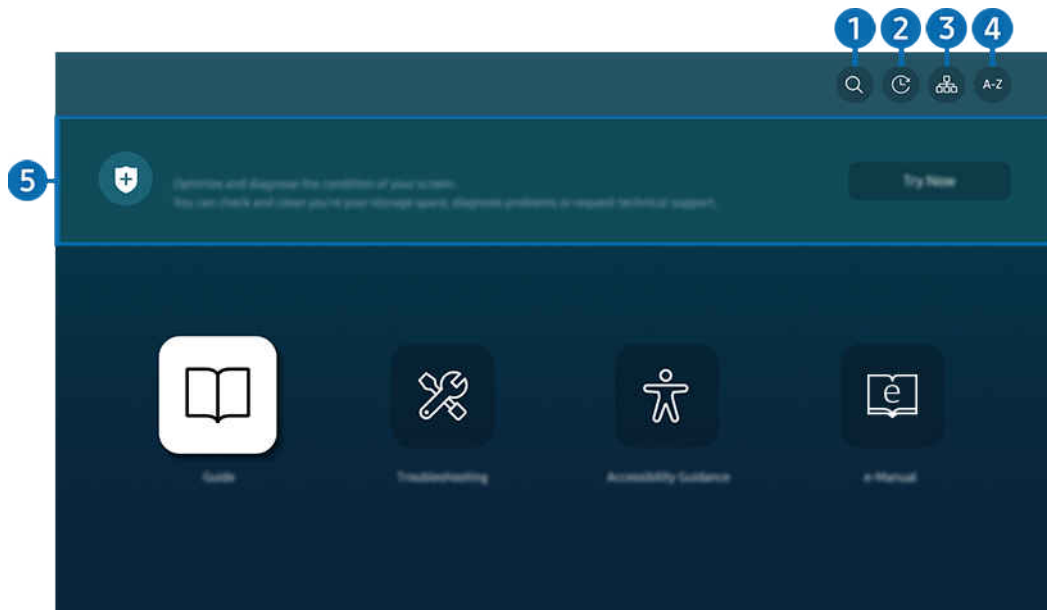 1 2 3 4
A-Z
5
Optimize and diagnose the condition of your screen.
You can check and clean you're your storage space, diagnose problems or request technical support.
Try Now
e
Guide
Troubleshooting
Accessibility Guidance
e-Manual